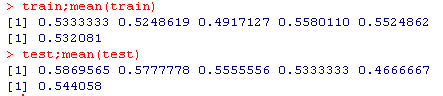 > train;mean(train)
[1] 0.5333333 0.5248619 0.4917127 0.5580110 0.5524862
[1] 0.532081
> test;mean(test)
[1] 0.5869565 0.5777778 0.5555556 0.5333333 0.4666667
[1] 0.544058